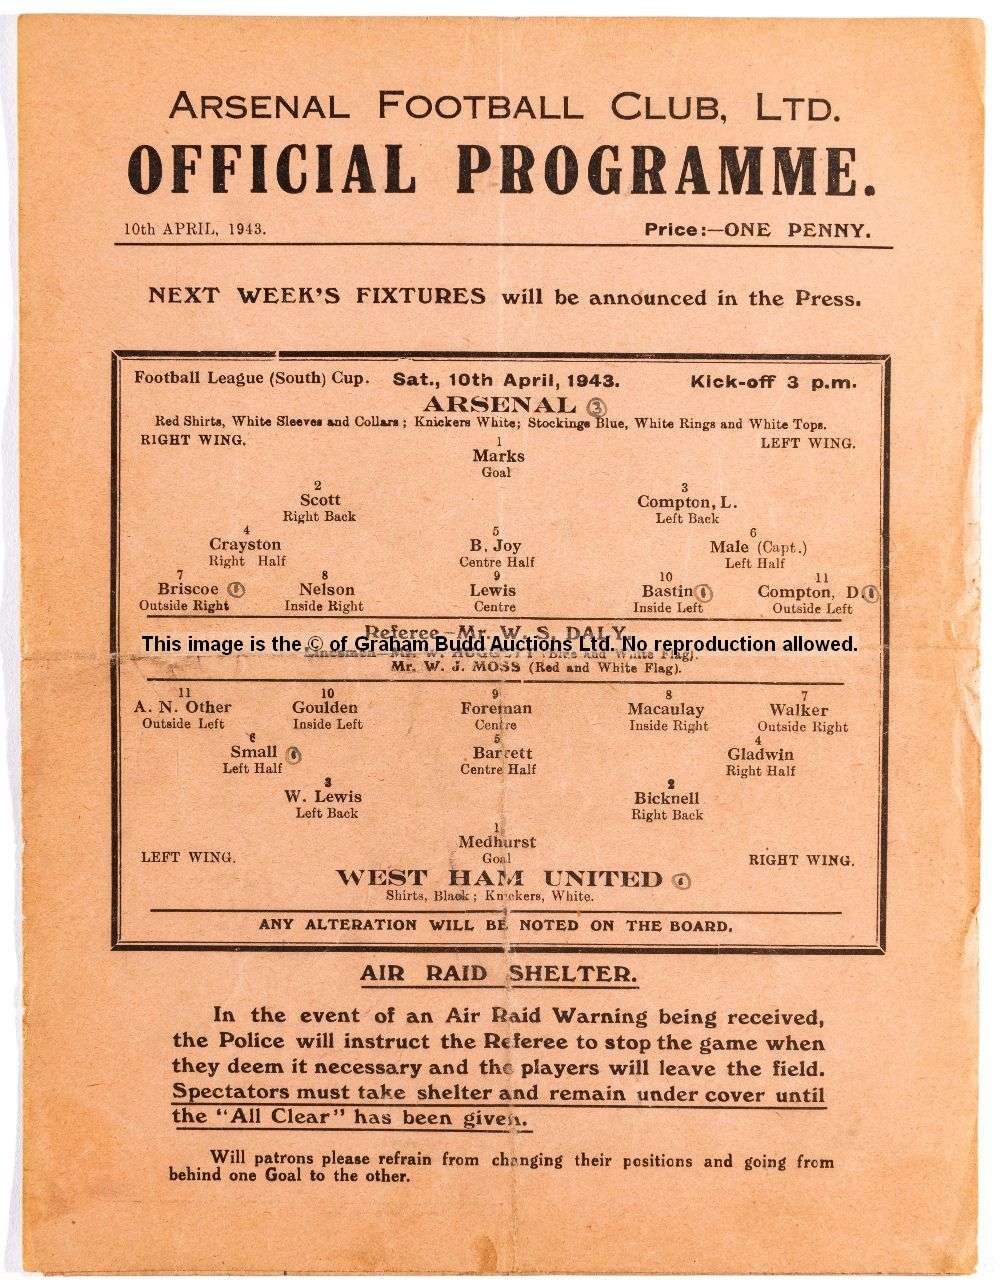 ARSENAL FOOTBALL CLUB, LTD.
OFFICIAL PROGRAMME.
10th APRIL, 1943. Price:—ONE PENNY.
NEXT WEEK'S FIXTURES will be announced in the Press.
Football League (South) Cup. Sat., 10th April, 1943. Kick-off 3 p.m.
ARSENAL
Red Shirts, White Sleeves and Collars; Knickers White; Stockings Blue, White Rings and White Tops.
RIGHT WING. 1 LEFT WING.
Marks
Goal
2 3
Scott Compton, L.
Right Back Left Back
4 5 6
Crayston B. Joy Male (Capt.)
Right Half Centre Half Left Half
7 8 9 10 11
Briscoe Nelson Lewis Bastin Compton, D
Outside Right Inside Right Centre Inside Left Outside Left
Referee—Mr. W. S. DALY.
This image is the © of Graham Budd Auctions Ltd. No reproduction allowed.
Mr. W. J. MOSS (Red and White Flag).
11 10 9 8 7
A. N. Other Goulden Foreman Macaulay Walker
Outside Left Inside Left Centre Inside Right Outside Right
6 5 4
Small Barrett Gladwin
Left Half Centre Half Right Half
3 2
W. Lewis Bicknell
Left Back Right Back
1
Medhurst
LEFT WING. Goal RIGHT WING.
WEST HAM UNITED
Shirts, Black; Knickers, White.
ANY ALTERATION WILL BE NOTED ON THE BOARD.
AIR RAID SHELTER.
In the event of an Air Raid Warning being received,
the Police will instruct the Referee to stop the game when
they deem it necessary and the players will leave the field.
Spectators must take shelter and remain under cover until
the "All Clear" has been given.
Will patrons please refrain from changing their positions and going from
behind one Goal to the other.